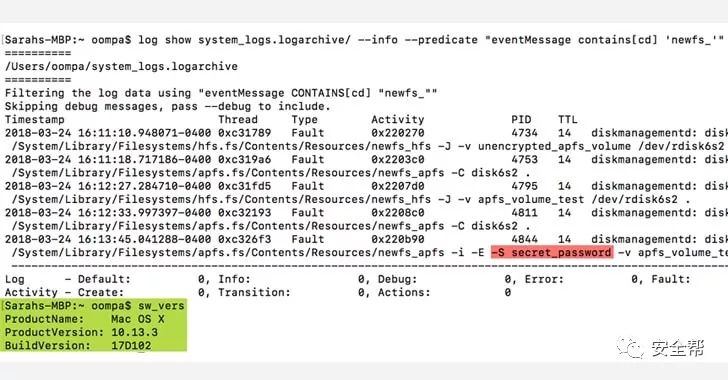 [Sarahs-MBP:~ oompa$ log show system_logs.logarchive/ --info --predicate "eventMessage contains[cd] 'newfs_'"
==========
/Users/oompa/system_logs.logarchive
==========
Filtering the log data using "eventMessage CONTAINS[cd] "newfs_""
Skipping debug messages, pass --debug to include.
Timestamp Thread Type Activity PID TTL
2018-03-24 16:11:10.948071-0400 0xc31789 Fault 0x220270 4734 14 diskmanagementd: disk
/System/Library/Filesystems/hfs.fs/Contents/Resources/newfs_hfs -J -v unencrypted_apfs_volume /dev/rdisk6s2 .
2018-03-24 16:11:18.717186-0400 0xc319a6 Fault 0x2203c0 4753 14 diskmanagementd: disk
/System/Library/Filesystems/apfs.fs/Contents/Resources/newfs_apfs -C disk6s2 .
2018-03-24 16:12:27.284710-0400 0xc31fd5 Fault 0x2207d0 4795 14 diskmanagementd: disk
/System/Library/Filesystems/hfs.fs/Contents/Resources/newfs_hfs -J -v apfs_volume_test /dev/rdisk6s2 .
2018-03-24 16:12:33.997397-0400 0xc32193 Fault 0x2208c0 4811 14 diskmanagementd: disk
/System/Library/Filesystems/apfs.fs/Contents/Resources/newfs_apfs -C disk6s2 .
2018-03-24 16:13:45.041288-0400 0xc326f3 Fault 0x220b90 4844 14 diskmanagementd: disk
/System/Library/Filesystems/apfs.fs/Contents/Resources/newfs_apfs -i -E -S secret_password -v apfs_volume_te
Log - Default: 0, Info: 0, Debug: 0, Error: 0, Fault:
Activity - Create: 0, Transition: 0, Actions: 0
[Sarahs-MBP:~ oompa$ sw_vers
ProductName: Mac OS X
ProductVersion: 10.13.3
BuildVersion: 17D102
安全帮